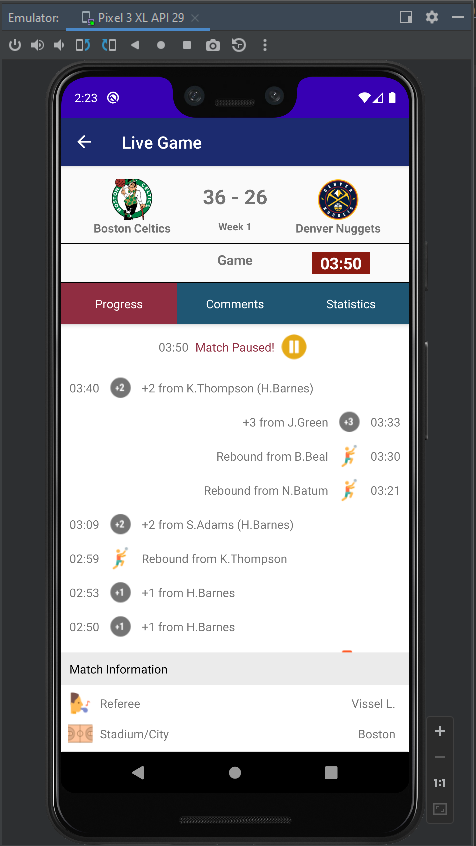 Emulator: Pixel 3 XL API 29
2:23
Live Game
36 - 26
Boston Celtics Week 1 Denver Nuggets
Game 03:50
Progress Comments Statistics
03:50 Match Paused!
03:40 +2 +2 from K.Thompson (H.Barnes)
+3 from J.Green +3 03:33
Rebound from B.Beal 03:30
Rebound from N.Batum 03:21
03:09 +2 +2 from S.Adams (H.Barnes)
02:59 Rebound from K.Thompson
02:53 +1 +1 from H.Barnes
02:50 +1 +1 from H.Barnes
Match Information
Referee Vissel L.
Stadium/City Boston
1:1